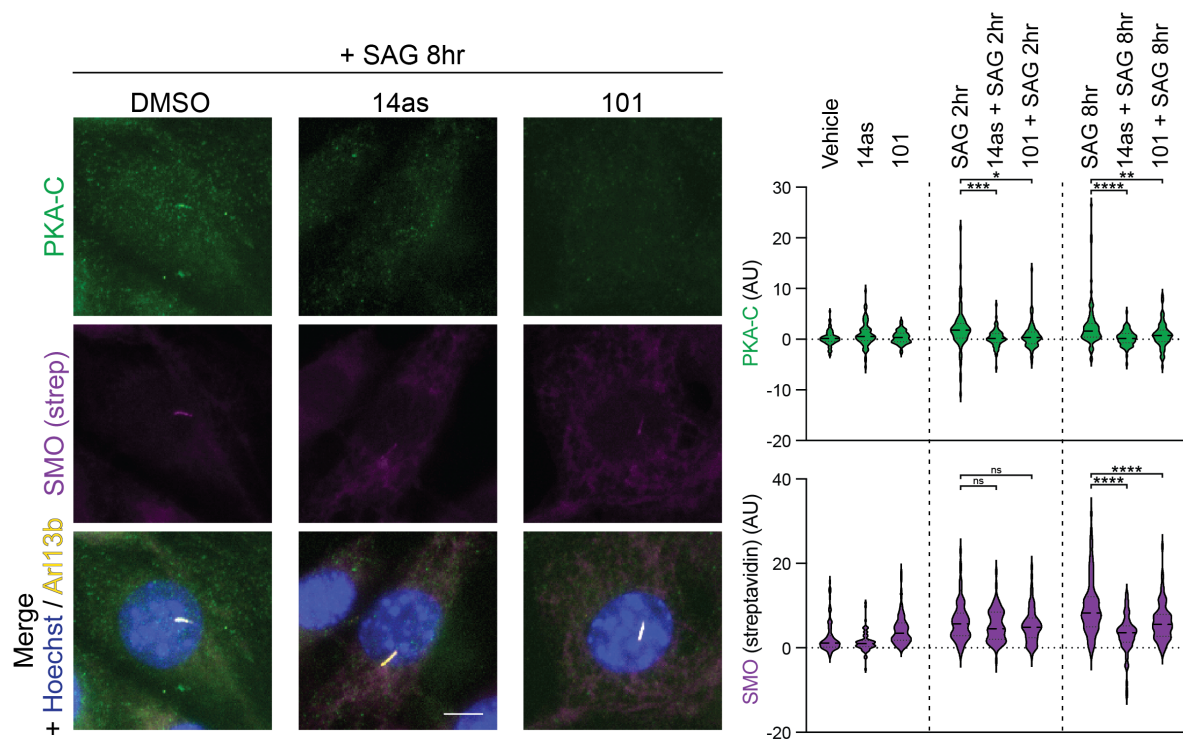 + SAG 8hr
DMSO
14as
101
PKA-C
SMO (strep)
Merge
+ Hoechst / Arl13b
Vehicle
14as
101
SAG 2hr
14as + SAG 2hr
101 + SAG 2hr
SAG 8hr
14as + SAG 8hr
101 + SAG 8hr
*
***
**
****
PKA-C (AU)
30
20
10
0
-10
-20
ns
ns
****
****
SMO (streptavidin) (AU)
40
20
0
-20